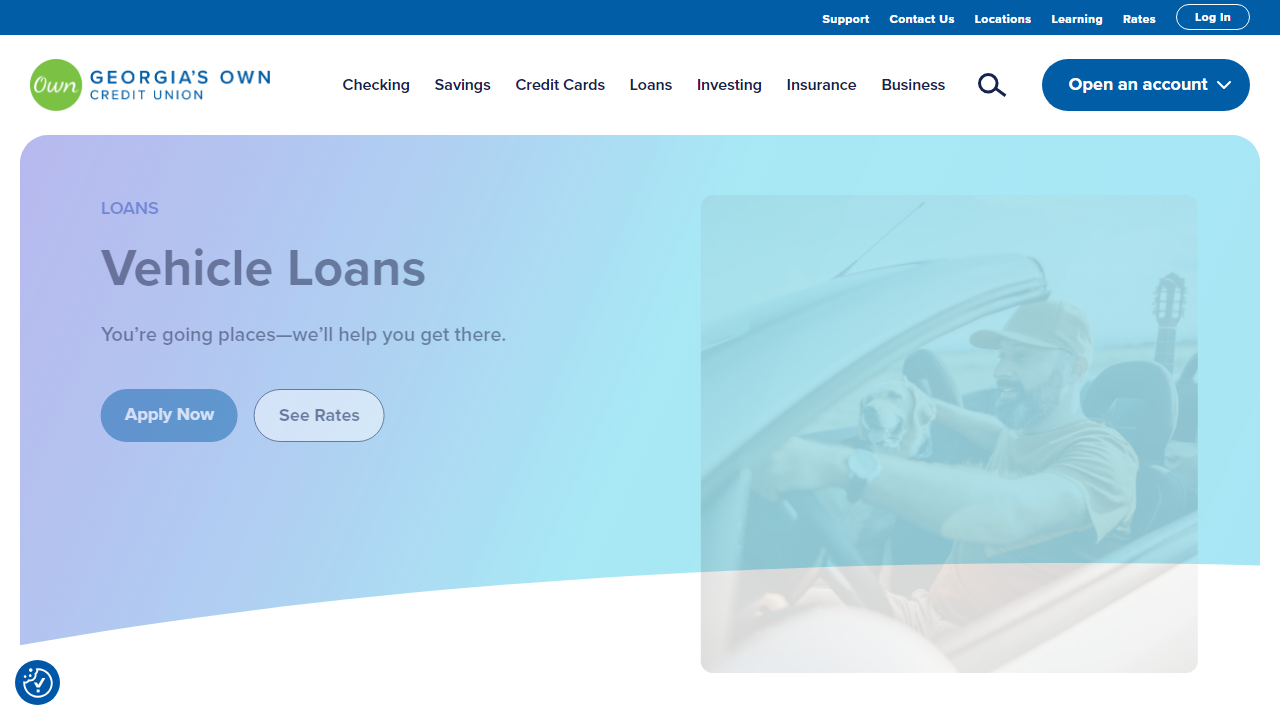 Support Contact Us Locations Learning Rates Log In
Own GEORGIA'S OWN
CREDIT UNION
Checking Savings Credit Cards Loans Investing Insurance Business Open an account
LOANS
Vehicle Loans
You’re going places—we’ll help you get there.
Apply Now See Rates